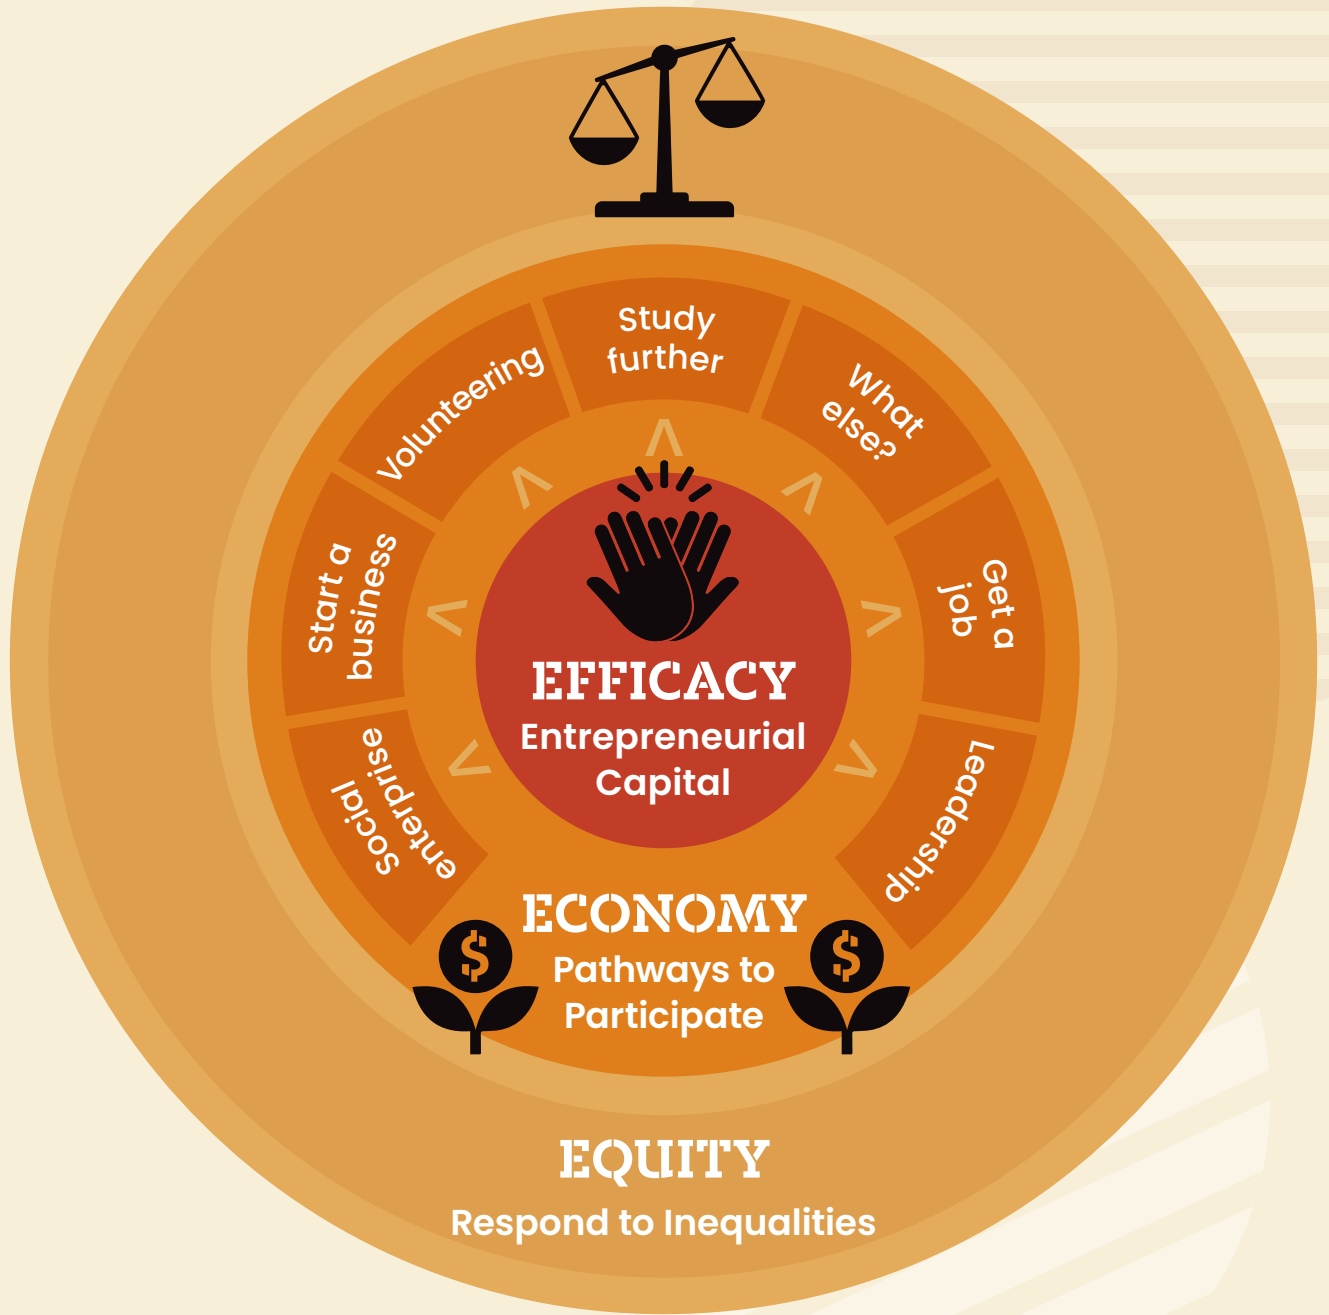 Study
further
What
else?
Get a
job
Leadership
Social
enterprise
Start a
business
Volunteering
EFFICACY
Entrepreneurial
Capital
ECONOMY
$
$
Pathways to
Participate
EQUITY
Respond to Inequalities